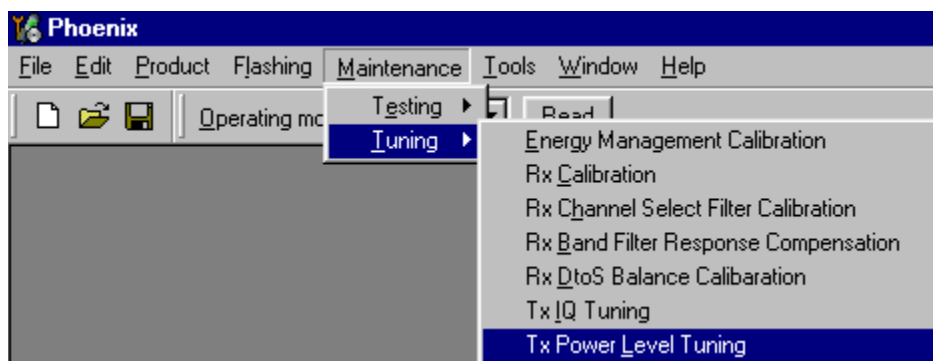 Phoenix
File Edit Product Flashing Maintenance Tools Window Help
Operating mo
Testing
Read
Tuning
Energy Management Calibration
Rx Calibration
Rx Channel Select Filter Calibration
Rx Band Filter Response Compensation
Rx DtoS Balance Calibaration
Tx IQ Tuning
Tx Power Level Tuning